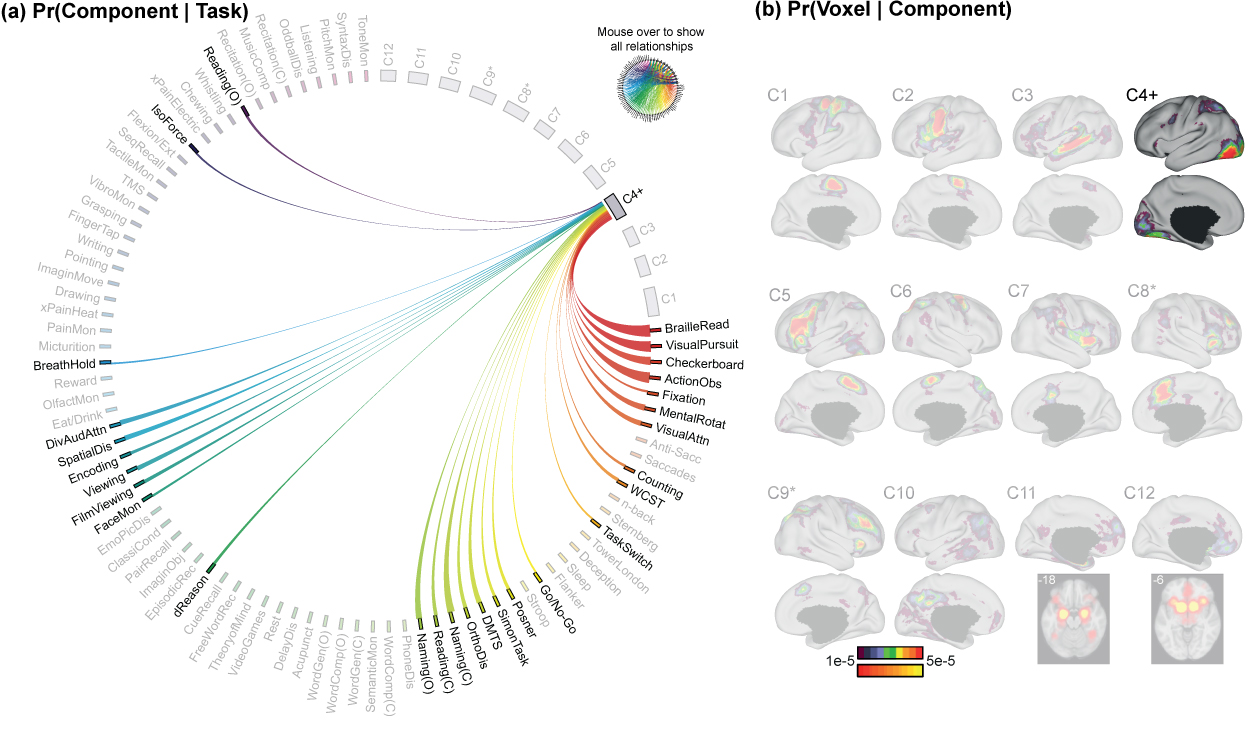 (a) Pr(Component | Task)
(b) Pr(Voxel | Component)
Mouse over to show
all relationships
C12
C11
C10
C9*
C8*
C7
C6
C5
C4+
C3
C2
C1
BrailleRead
VisualPursuit
Checkerboard
ActionObs
Fixation
MentalRotat
VisualAttn
Anti-Sacc
Saccades
Counting
WCST
n-back
Sternberg
TaskSwitch
TowerLondon
Deception
Sleep
Flanker
Go/No-Go
Stroop
Posner
SimonTask
DMTS
OrthoDis
Naming(C)
Reading(C)
Naming(O)
PhoneDis
WordComp(C)
SemanticMon
WordGen(C)
WordComp(O)
WordGen(O)
Acupunct
DelayDis
Rest
VideoGames
TheoryofMind
FreeWordRec
CueRecall
dReason
EpisodicRec
ImaginObj
PairRecall
ClassiCond
EmoPicDis
FaceMon
FilmViewing
Viewing
Encoding
SpatialDis
DivAudAttn
Eat/Drink
OlfactMon
Reward
BreathHold
Micturition
PainMon
xPainHeat
Drawing
ImaginMove
Pointing
Writing
FingerTap
Grasping
VibroMon
TMS
TactileMon
SeqRecall
Flexion/Ext
IsoForce
xPainElectric
Chewing
Whistling
Reading(O)
Recitation(O)
MusicComp
Recitation(C)
OddballDis
Listening
PitchMon
SyntaxDis
ToneMon
C1
C2
C3
C4+
C5
C6
C7
C8*
C9*
C10
C11
C12
-18
-6
1e-5
5e-5